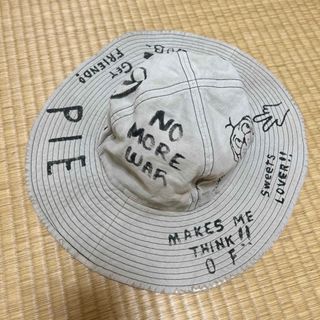 NO
MORE
WAR
GET
FRIEND!
PIE
MAKES ME
THINK!!
OF
Sweets
LOVER!!